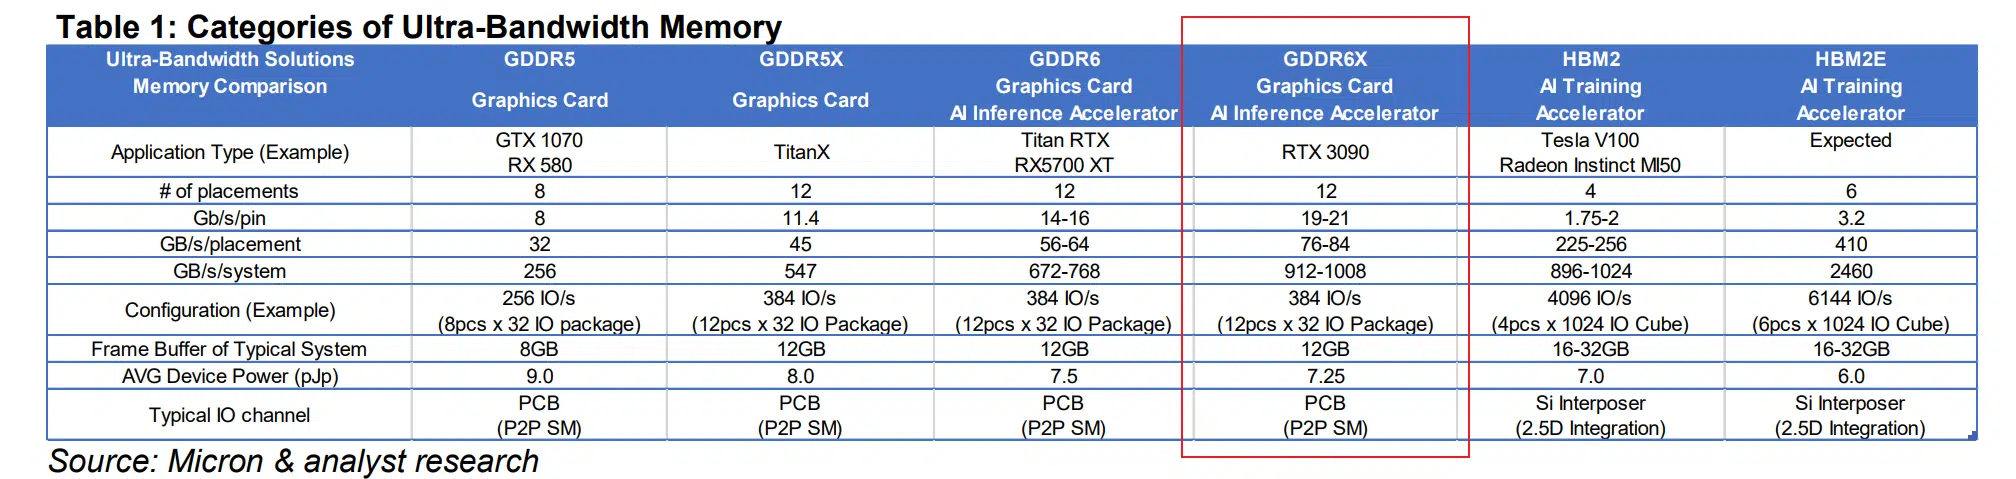 Table 1: Categories of Ultra-Bandwidth Memory
Ultra-Bandwidth Solutions Memory Comparison | GDDR5 Graphics Card | GDDR5X Graphics Card | GDDR6 Graphics Card AI Inference Accelerator | GDDR6X Graphics Card AI Inference Accelerator | HBM2 AI Training Accelerator | HBM2E AI Training Accelerator
Application Type (Example) | GTX 1070 RX 580 | TitanX | Titan RTX RX5700 XT | RTX 3090 | Tesla V100 Radeon Instinct MI50 | Expected
# of placements | 8 | 12 | 12 | 12 | 4 | 6
Gb/s/pin | 8 | 11.4 | 14-16 | 19-21 | 1.75-2 | 3.2
GB/s/placement | 32 | 45 | 56-64 | 76-84 | 225-256 | 410
GB/s/system | 256 | 547 | 672-768 | 912-1008 | 896-1024 | 2460
Configuration (Example) | 256 IO/s (8pcs x 32 IO package) | 384 IO/s (12pcs x 32 IO Package) | 384 IO/s (12pcs x 32 IO Package) | 384 IO/s (12pcs x 32 IO Package) | 4096 IO/s (4pcs x 1024 IO Cube) | 6144 IO/s (6pcs x 1024 IO Cube)
Frame Buffer of Typical System | 8GB | 12GB | 12GB | 12GB | 16-32GB | 16-32GB
AVG Device Power (pJp) | 9.0 | 8.0 | 7.5 | 7.25 | 7.0 | 6.0
Typical IO channel | PCB (P2P SM) | PCB (P2P SM) | PCB (P2P SM) | PCB (P2P SM) | Si Interposer (2.5D Integration) | Si Interposer (2.5D Integration)
Source: Micron & analyst research